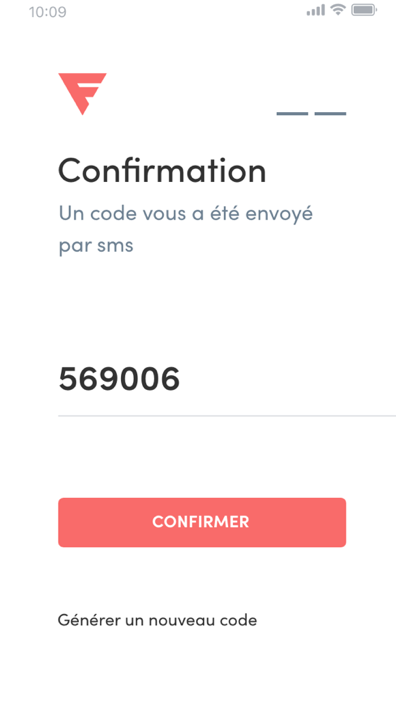 10:09
Confirmation
Un code vous a été envoyé
par sms
569006
CONFIRMER
Générer un nouveau code